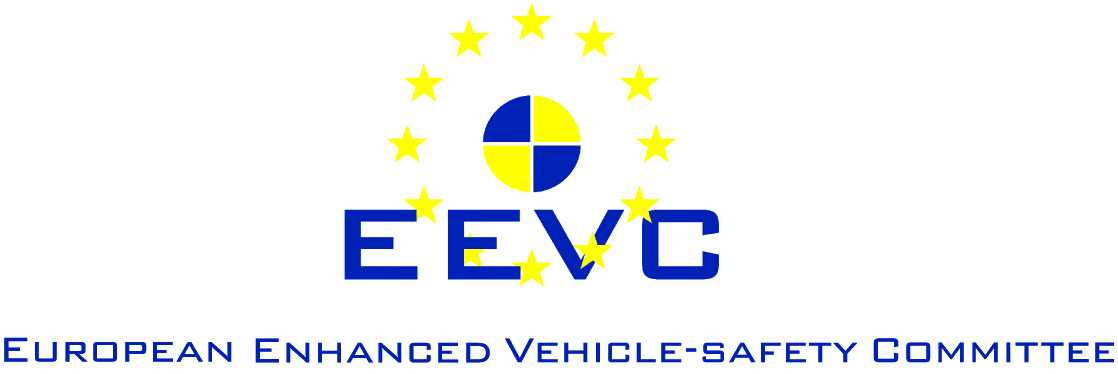 EEVC
EUROPEAN ENHANCED VEHICLE-SAFETY COMMITTEE